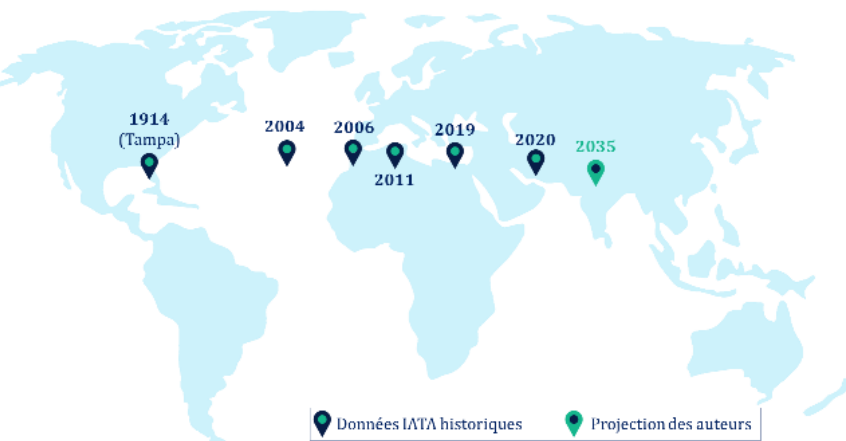 1914
(Tampa)
2004
2006
2011
2019
2020
2035
Données IATA historiques
Projection des auteurs